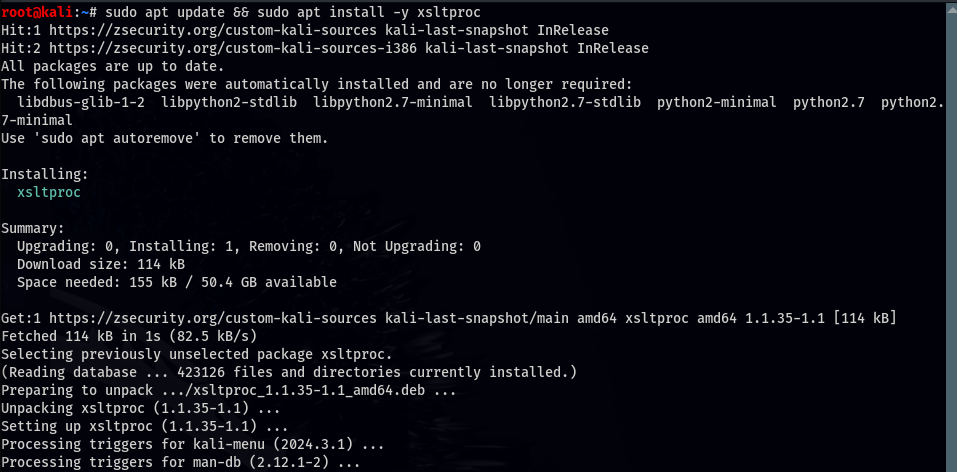 root@kali:~# sudo apt update && sudo apt install -y xsltproc
Hit:1 https://zsecurity.org/custom-kali-sources kali-last-snapshot InRelease
Hit:2 https://zsecurity.org/custom-kali-sources-i386 kali-last-snapshot InRelease
All packages are up to date.
The following packages were automatically installed and are no longer required:
  libdbus-glib-1-2  libpython2-stdlib  libpython2.7-minimal  libpython2.7-stdlib  python2-minimal  python2.7  python2.
7-minimal
Use 'sudo apt autoremove' to remove them.

Installing:
  xsltproc

Summary:
  Upgrading: 0, Installing: 1, Removing: 0, Not Upgrading: 0
  Download size: 114 kB
  Space needed: 155 kB / 50.4 GB available

Get:1 https://zsecurity.org/custom-kali-sources kali-last-snapshot/main amd64 xsltproc amd64 1.1.35-1.1 [114 kB]
Fetched 114 kB in 1s (82.5 kB/s)
Selecting previously unselected package xsltproc.
(Reading database ... 423126 files and directories currently installed.)
Preparing to unpack .../xsltproc_1.1.35-1.1_amd64.deb ...
Unpacking xsltproc (1.1.35-1.1) ...
Setting up xsltproc (1.1.35-1.1) ...
Processing triggers for kali-menu (2024.3.1) ...
Processing triggers for man-db (2.12.1-2) ...